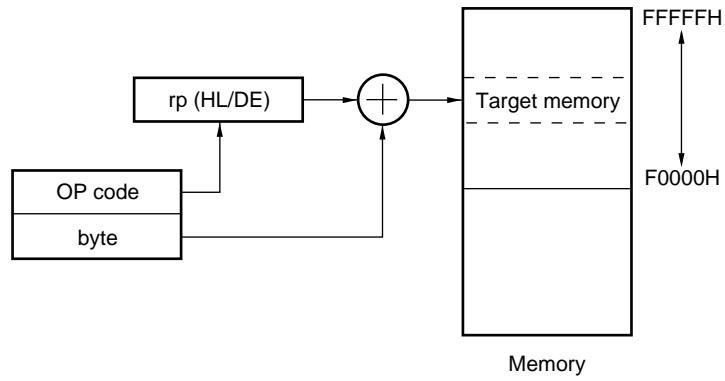 FFFFFH
rp (HL/DE)
Target memory
OP code
F0000H
byte
Memory